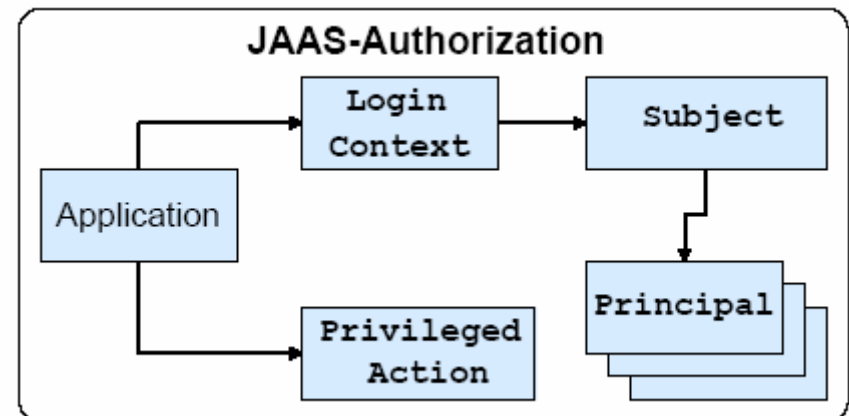 JAAS-Authorization
Login
Context
Subject
Application
Principal
Privileged
Action